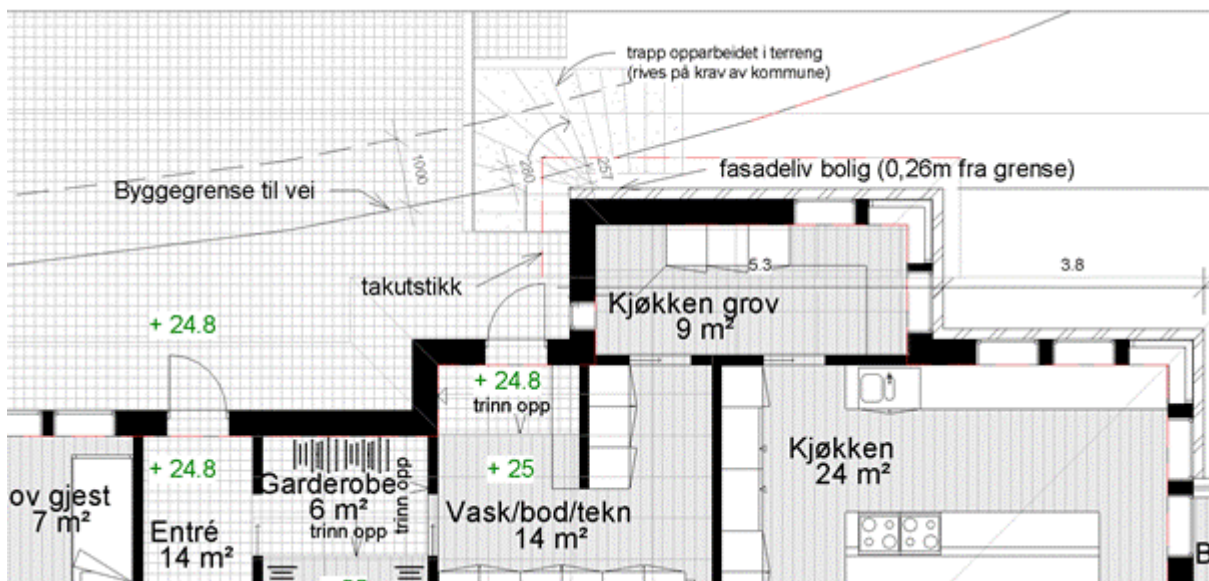 trapp opparbeidet i terreng
(rives på krav av kommune)
1000
260
257
fasadeliv bolig (0,26m fra grense)
Byggegrense til vei
takutstikk
5.3
3.8
Kjøkken grov
9 m²
+ 24.8
+ 24.8
trinn opp
+ 24.8
+ 25
Kjøkken
24 m²
ov gjest
7 m²
Garderobe
6 m²
trinn opp
trinn opp
Entré
14 m²
Vask/bod/tekn
14 m²
B